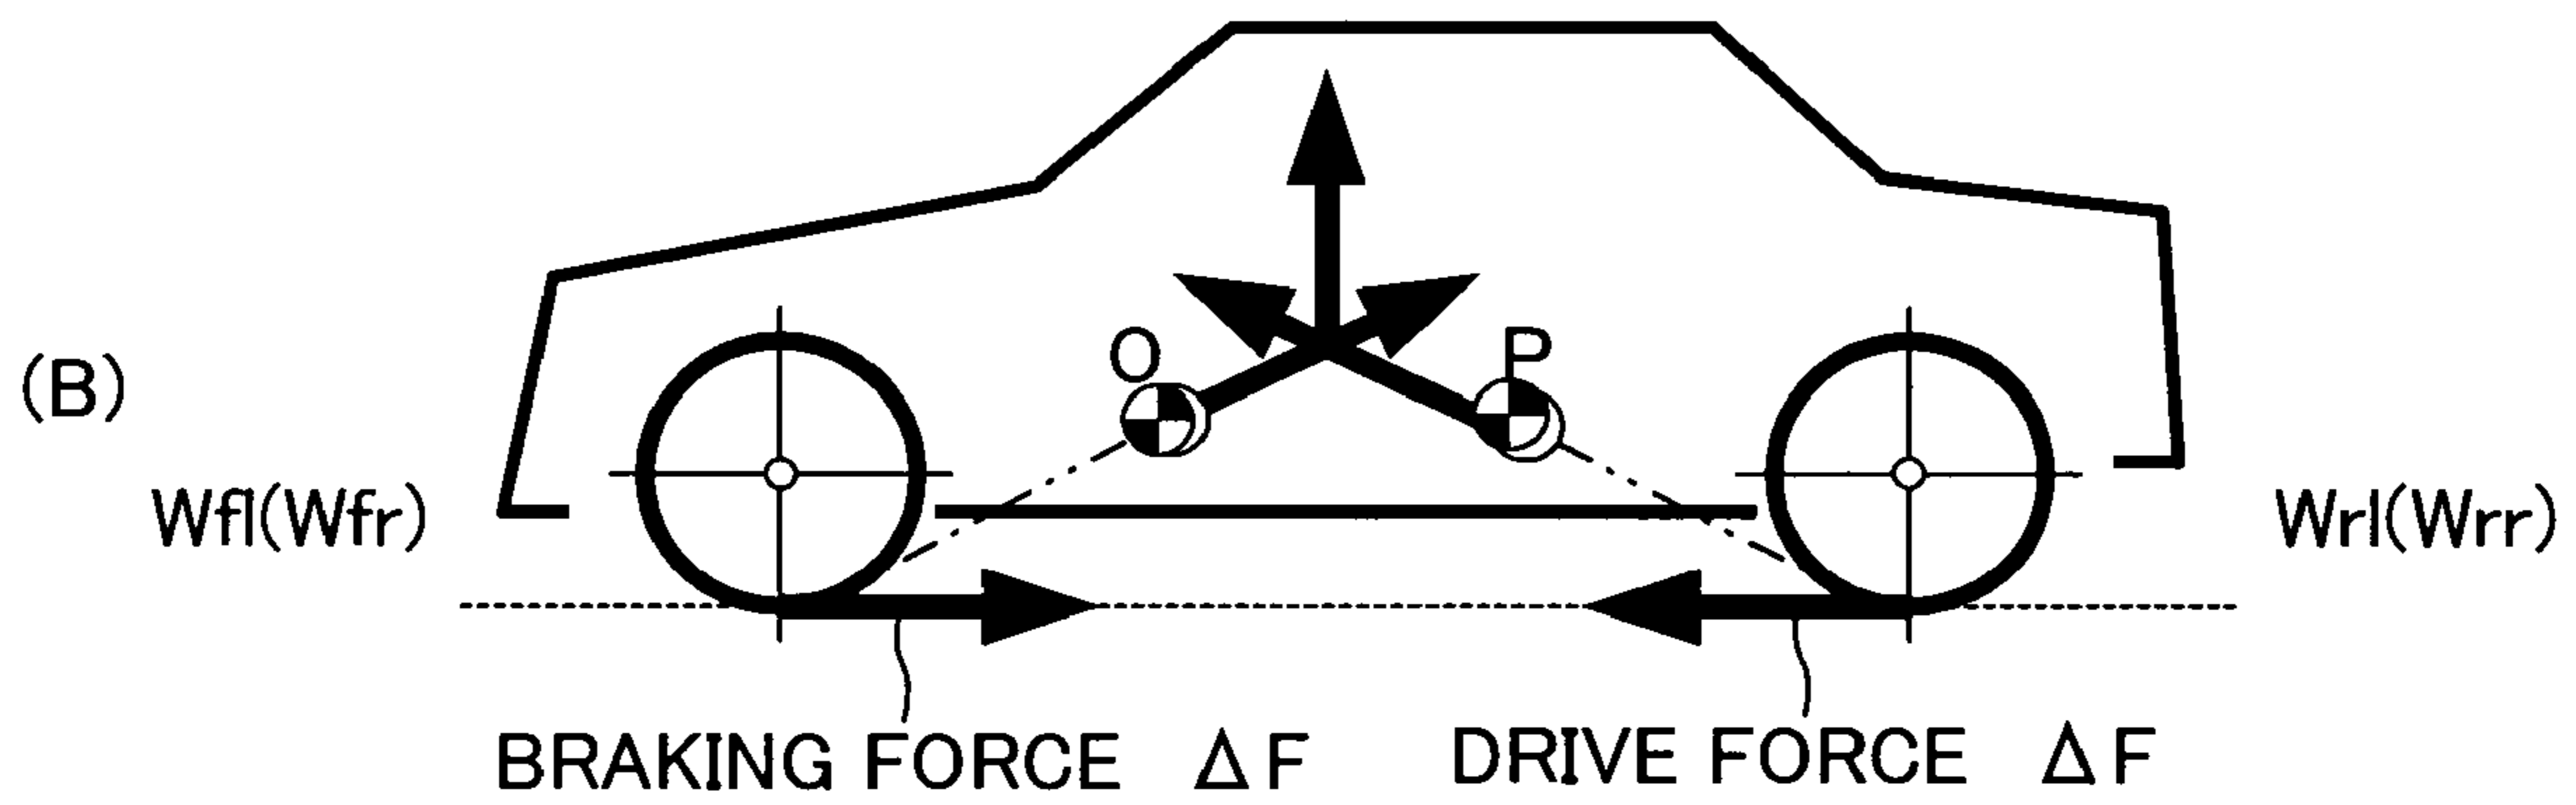 O
P
(B)
Wfl(Wfr)
Wrl(Wrr)
BRAKING FORCE ΔF
DRIVE FORCE ΔF